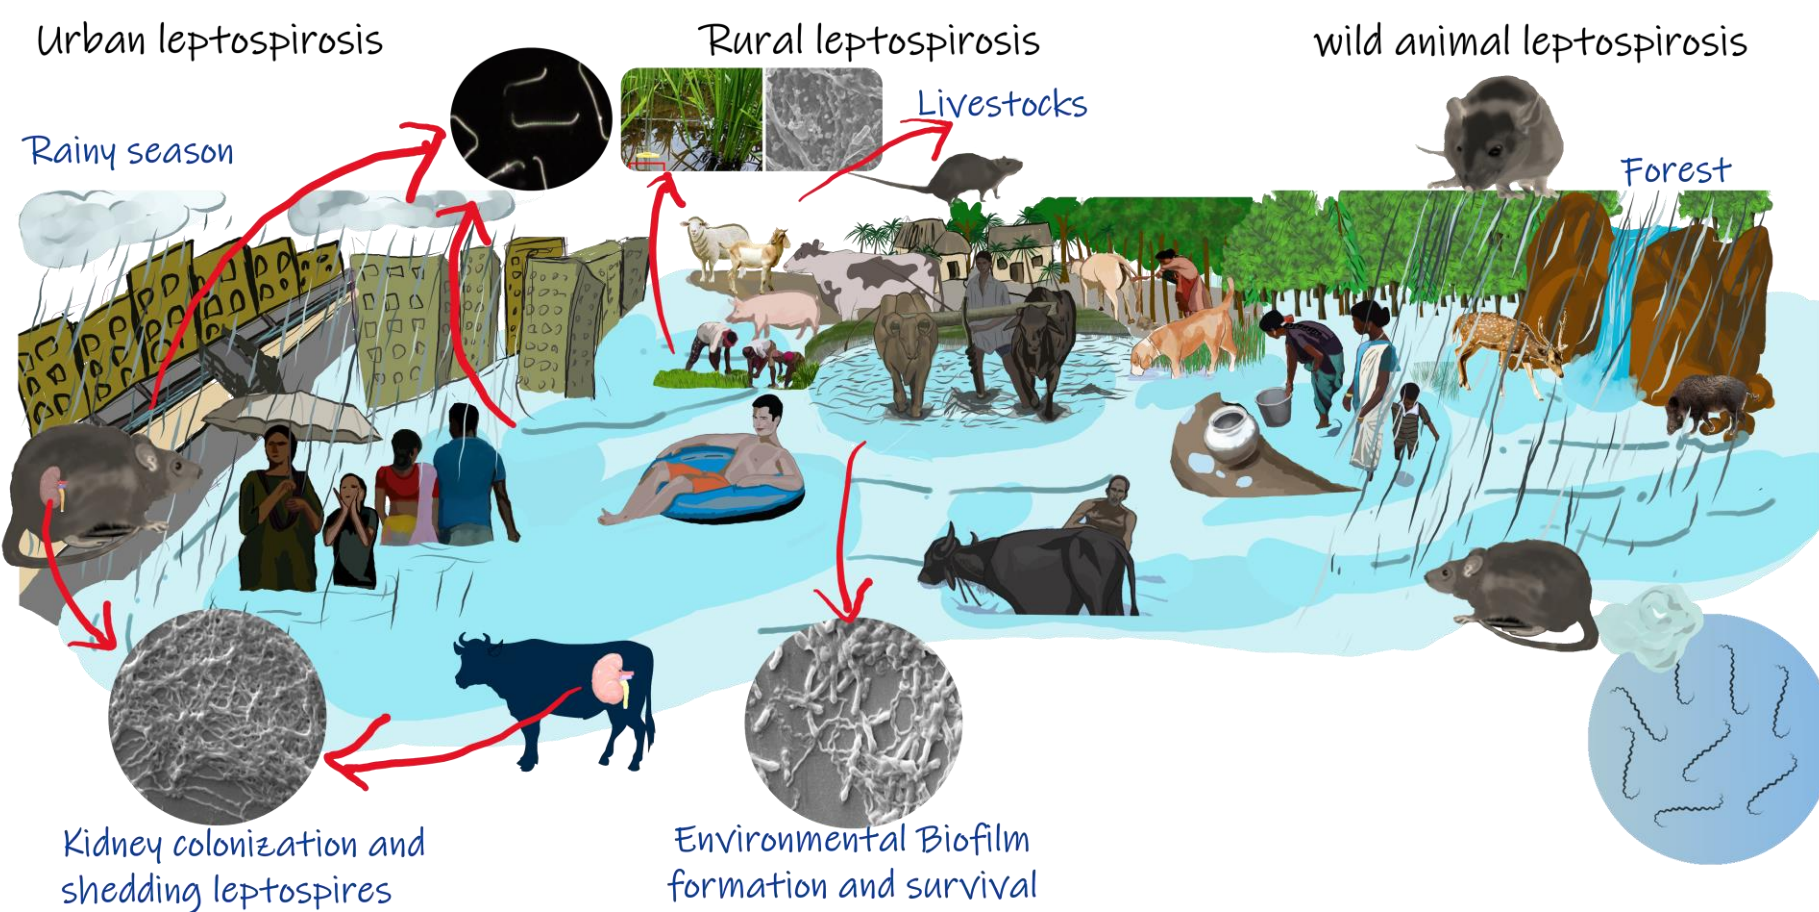 Urban leptospirosis
Rural leptospirosis
wild animal leptospirosis
Livestocks
Rainy season
Forest
Kidney colonization and
shedding leptospires
Environmental Biofilm
formation and survival